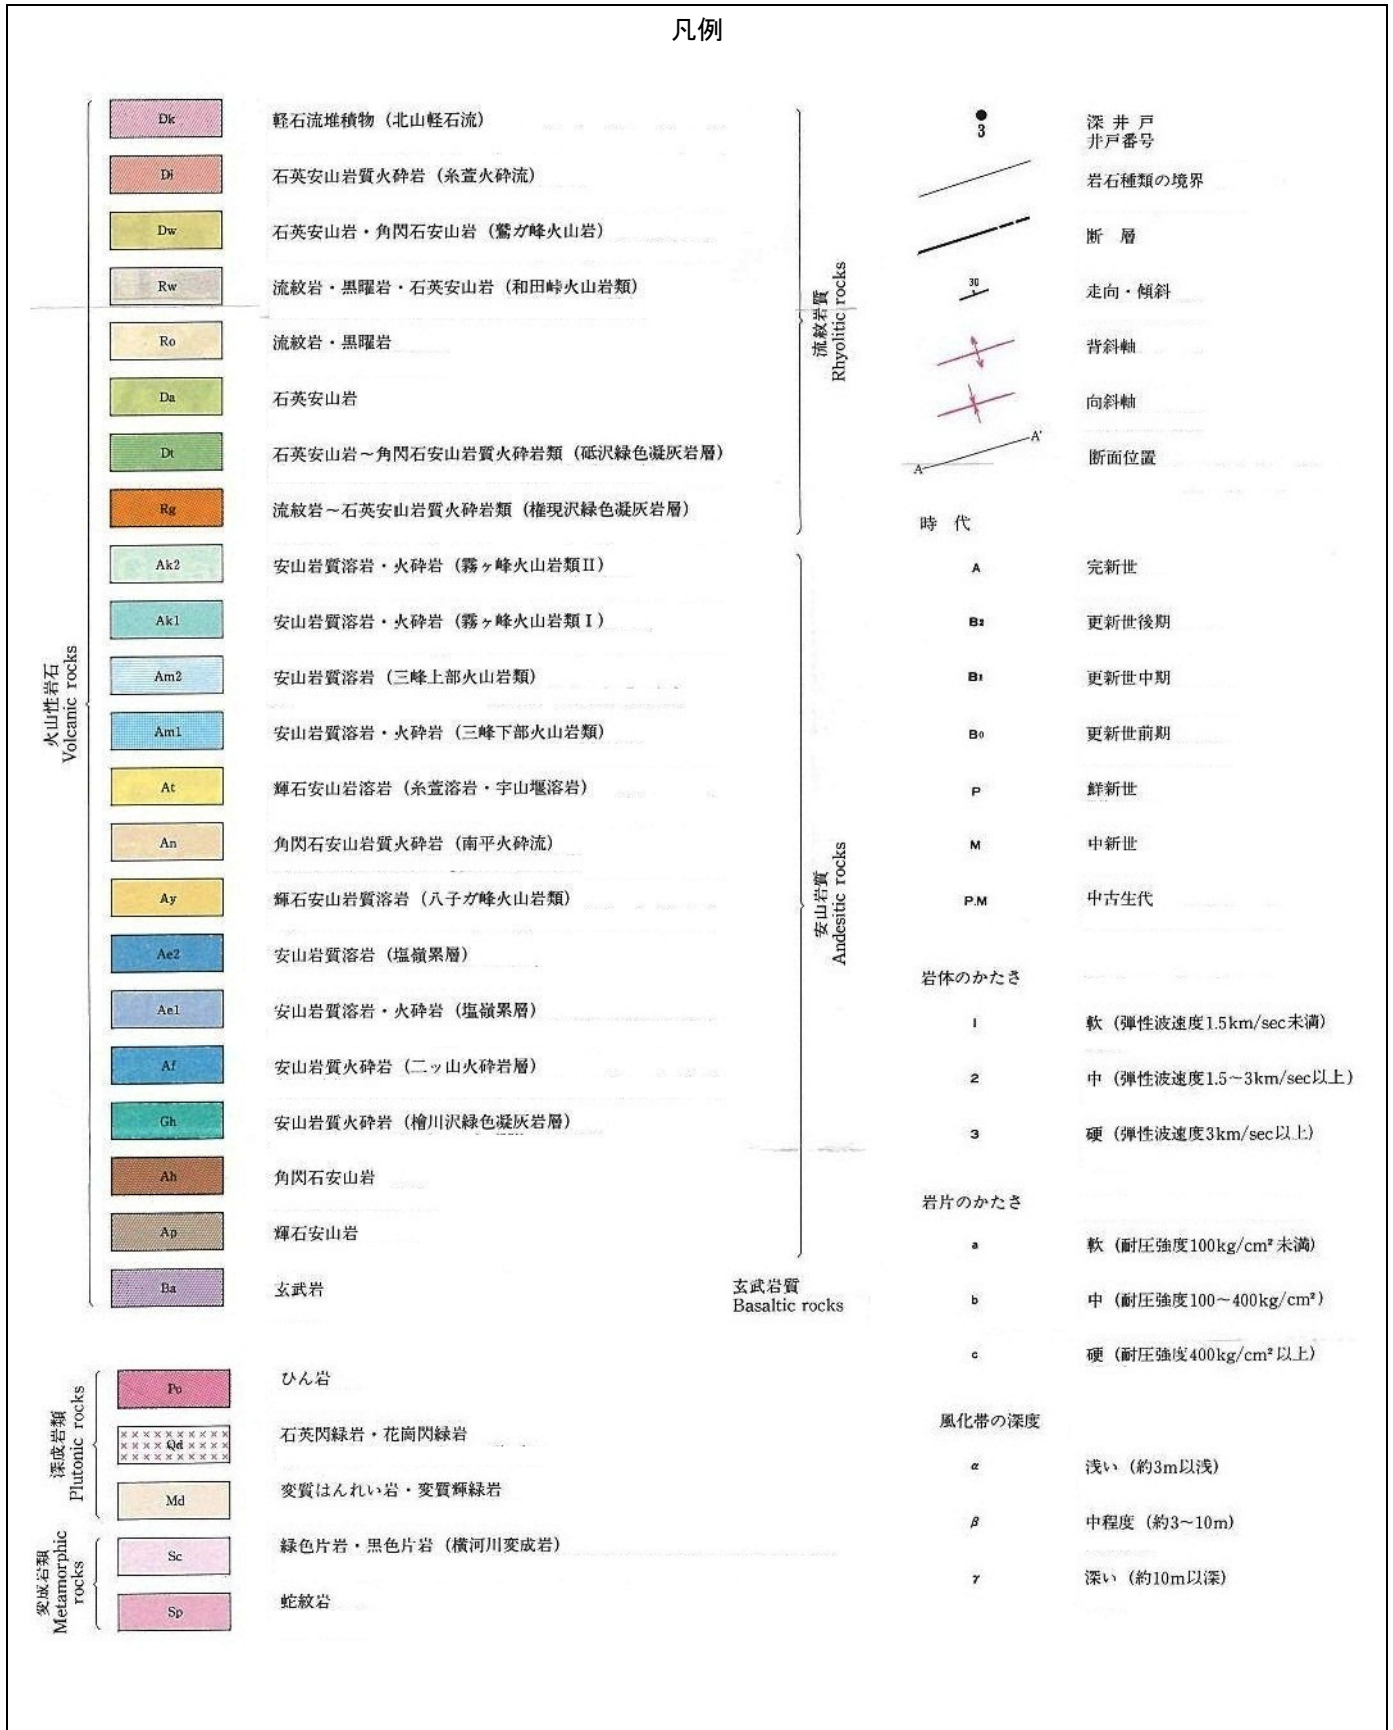 凡例
火山性岩石
Volcanic rocks
Dk 軽石流堆積物（北山軽石流）
Di 石英安山岩質火砕岩（糸萱火砕流）
Dw 石英安山岩・角閃石安山岩（鷲ガ峰火山岩）
Rw 流紋岩・黒曜岩・石英安山岩（和田峠火山岩類）
Ro 流紋岩・黒曜岩
Da 石英安山岩
Dt 石英安山岩～角閃石安山岩質火砕岩類（砥沢緑色凝灰岩層）
Rg 流紋岩～石英安山岩質火砕岩類（権現沢緑色凝灰岩層）
流紋岩質
Rhyolitic rocks
Ak2 安山岩質溶岩・火砕岩（霧ヶ峰火山岩類II）
Ak1 安山岩質溶岩・火砕岩（霧ヶ峰火山岩類I）
Am2 安山岩質溶岩（三峰上部火山岩類）
Am1 安山岩質溶岩・火砕岩（三峰下部火山岩類）
At 輝石安山岩溶岩（糸萱溶岩・宇山堰溶岩）
An 角閃石安山岩質火砕岩（南平火砕流）
Ay 輝石安山岩質溶岩（八子ガ峰火山岩類）
Ae2 安山岩質溶岩（塩嶺累層）
Ae1 安山岩質溶岩・火砕岩（塩嶺累層）
Af 安山岩質火砕岩（二ッ山火砕岩層）
Gh 安山岩質火砕岩（檜川沢緑色凝灰岩層）
Ah 角閃石安山岩
Ap 輝石安山岩
安山岩質
Andesitic rocks
Ba 玄武岩
玄武岩質
Basaltic rocks
深成岩類
Plutonic rocks
Po ひん岩
Qd 石英閃緑岩・花崗閃緑岩
Md 変質はんれい岩・変質輝緑岩
変成岩類
Metamorphic rocks
Sc 緑色片岩・黒色片岩（横河川変成岩）
Sp 蛇紋岩
3 深井戸
井戸番号
岩石種類の境界
断層
30 走向・傾斜
背斜軸
向斜軸
A A' 断面位置
時代
A 完新世
B2 更新世後期
B1 更新世中期
B0 更新世前期
P 鮮新世
M 中新世
P.M 中古生代
岩体のかたさ
1 軟（弾性波速度1.5km/sec未満）
2 中（弾性波速度1.5~3km/sec以上）
3 硬（弾性波速度3km/sec以上）
岩片のかたさ
a 軟（耐圧強度100kg/cm²未満）
b 中（耐圧強度100～400kg/cm²）
c 硬（耐圧強度400kg/cm²以上）
風化帯の深度
α 浅い（約3m以浅）
β 中程度（約3~10m）
γ 深い（約10m以深）